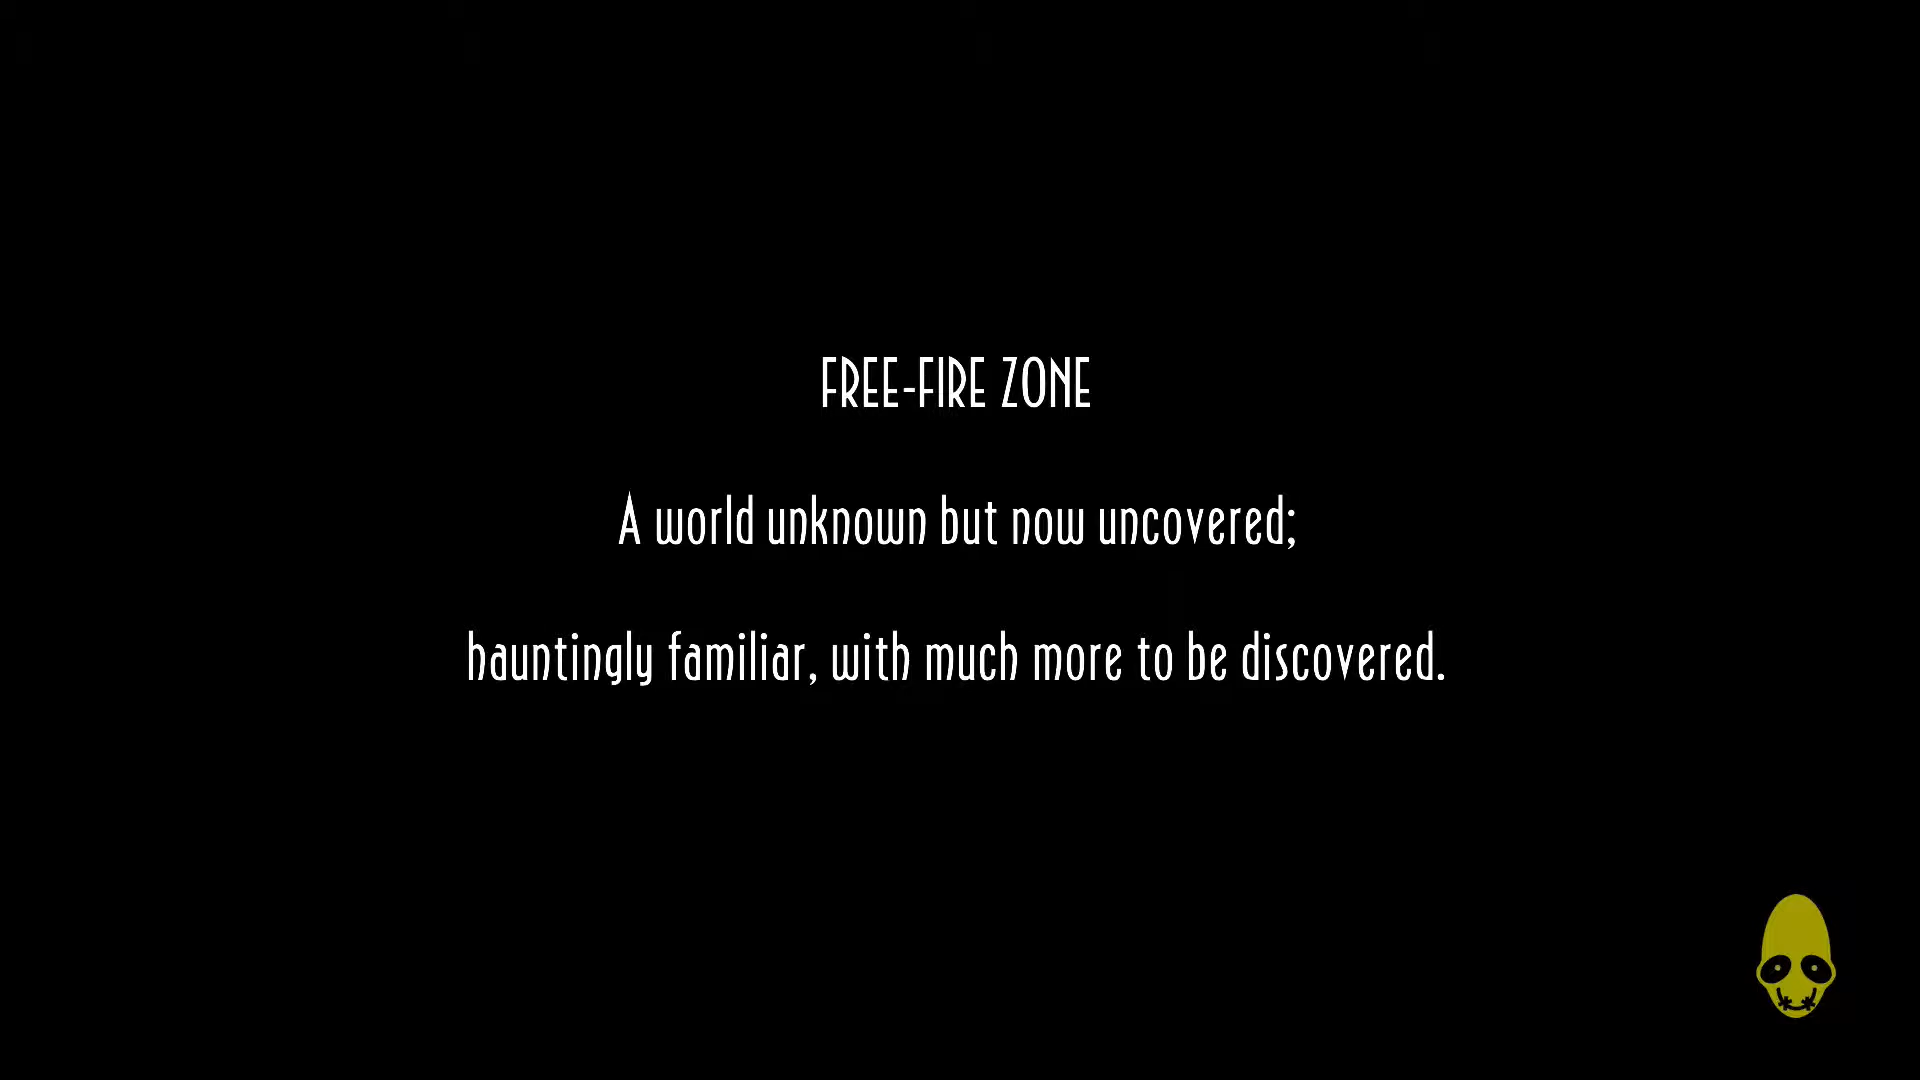 FREE-FIRE ZONE
A world unknown but now uncovered;
hauntingly familiar, with much more to be discovered.